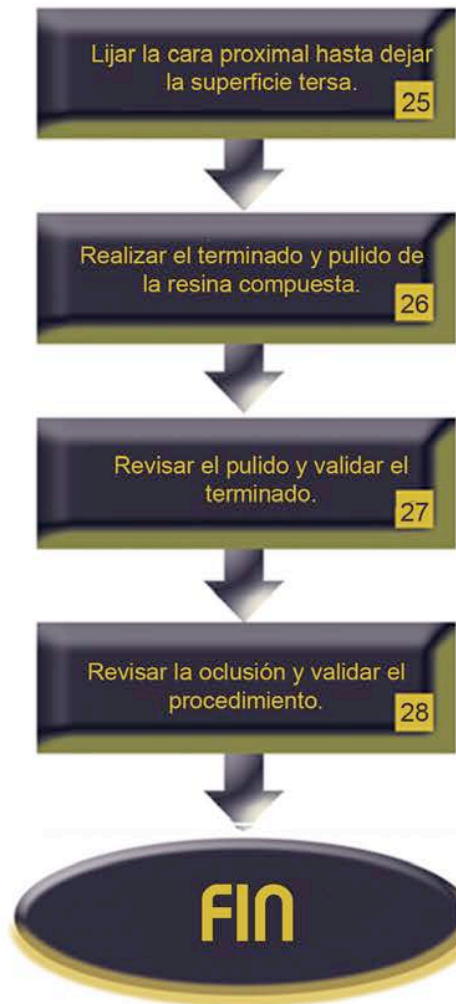 Lijar la cara proximal hasta dejar
la superficie tersa.
25
Realizar el terminado y pulido de
la resina compuesta.
26
Revisar el pulido y validar el
terminado.
27
Revisar la oclusión y validar el
procedimiento.
28
FIN